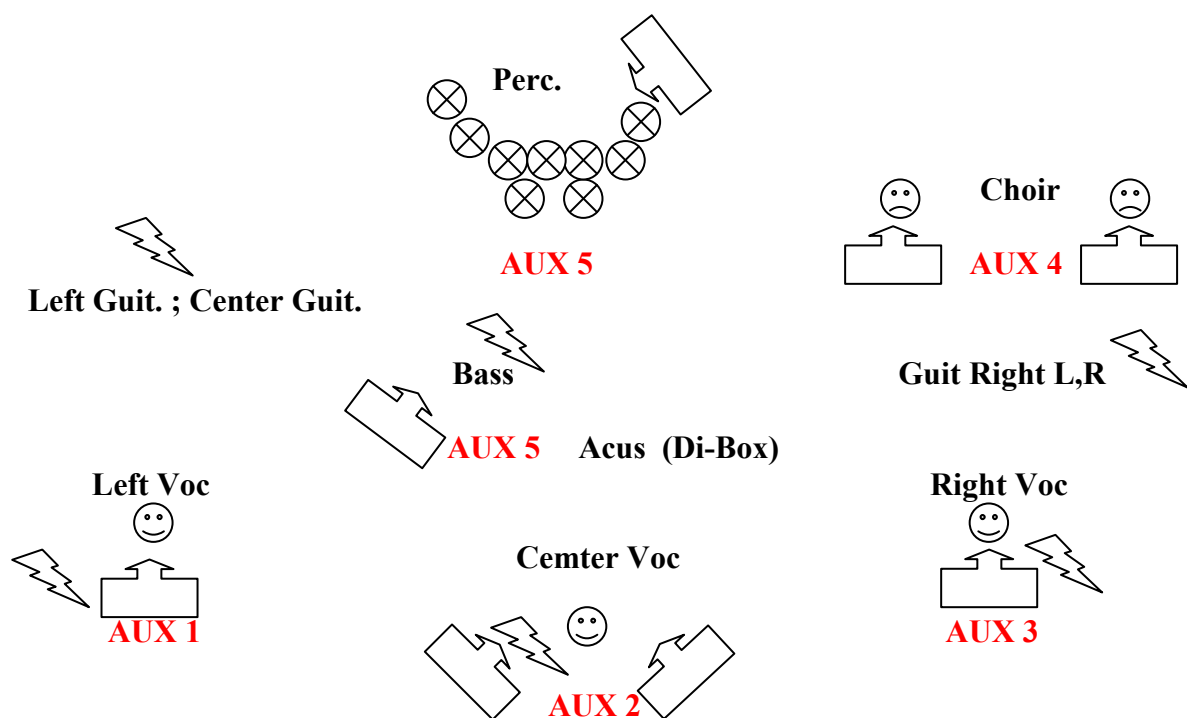 Perc.
Choir
AUX 5
AUX 4
Left Guit. ; Center Guit.
Bass
Guit Right L,R
AUX 5
Acus (Di-Box)
Left Voc
Right Voc
Cemter Voc
AUX 1
AUX 3
AUX 2